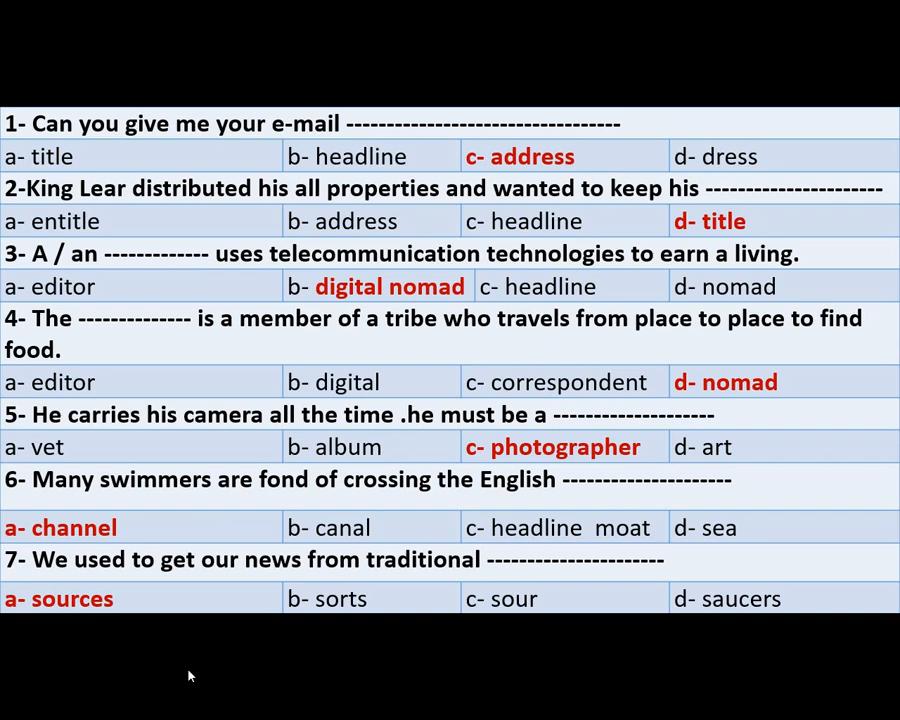 1- Can you give me your e-mail ----------------------------------
a- title b- headline c- address d- dress
2-King Lear distributed his all properties and wanted to keep his ----------------------
a- entitle b- address c- headline d- title
3- A / an ------------- uses telecommunication technologies to earn a living.
a- editor b- digital nomad c- headline d- nomad
4- The -------------- is a member of a tribe who travels from place to place to find
food.
a- editor b- digital c- correspondent d- nomad
5- He carries his camera all the time .he must be a --------------------
a- vet b- album c- photographer d- art
6- Many swimmers are fond of crossing the English ---------------------
a- channel b- canal c- headline moat d- sea
7- We used to get our news from traditional ----------------------
a- sources b- sorts c- sour d- saucers